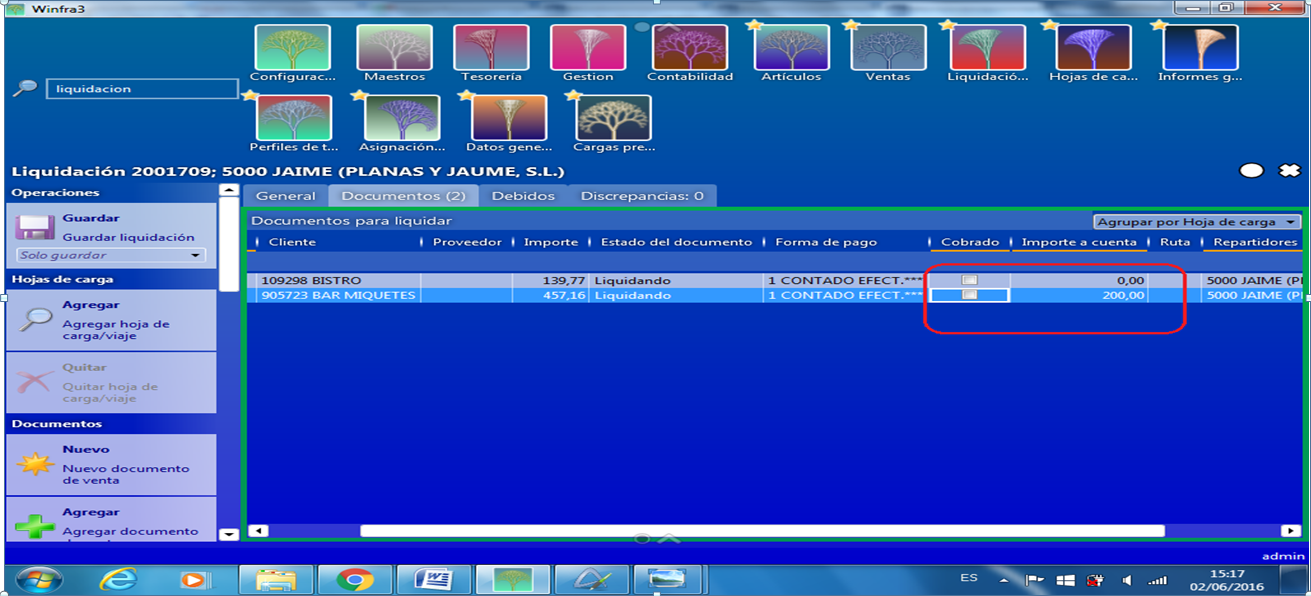 Winfra3
Configurac... Maestros Tesorería Gestion Contabilidad Artículos Ventas Liquidació... Hojas de ca... Informes g...
liquidacion
Perfiles de t... Asignación... Datos gene... Cargas pre...
Liquidación 2001709; 5000 JAIME (PLANAS Y JAUME, S.L.)
Operaciones
Guardar
Guardar liquidación
Solo guardar
Hojas de carga
Agregar
Agregar hoja de
carga/viaje
Quitar
Quitar hoja de
carga/viaje
Documentos
Nuevo
Nuevo documento
de venta
Agregar
Agregar documento
General Documentos (2) Debidos Discrepancias: 0
Documentos para liquidar Agrupar por Hoja de carga
Cliente Proveedor Importe Estado del documento Forma de pago Cobrado Importe a cuenta Ruta Repartidores
109298 BISTRO 139,77 Liquidando 1 CONTADO EFECT.*** 0,00 5000 JAIME (PI
905723 BAR MIQUETES 457,16 Liquidando 1 CONTADO EFECT.*** 200,00 5000 JAIME (PI
admin
ES 15:17
02/06/2016